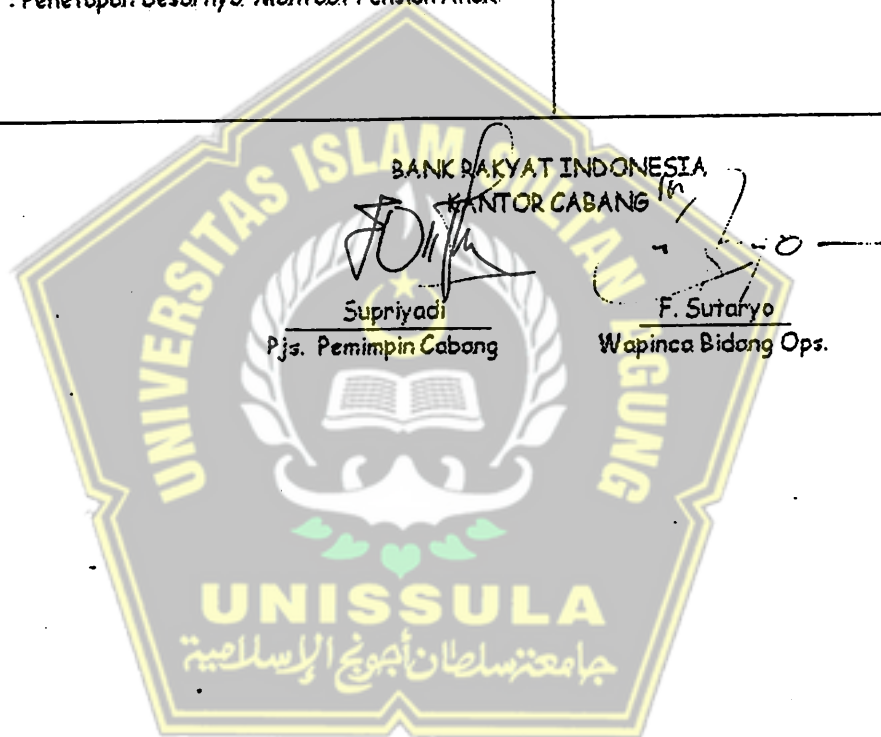 : Penetapan Besarnya Manfaat Pensiun Anak.
BANK RAKYAT INDONESIA
KANTOR CABANG
Supriyadi
Pjs. Pemimpin Cabang
F. Sutaryo
Wapinca Bidang Ops.
UNIVERSITAS ISLAM SULTAN AGUNG
UNISSULA
جامعة سلطان أجونج الإسلامية